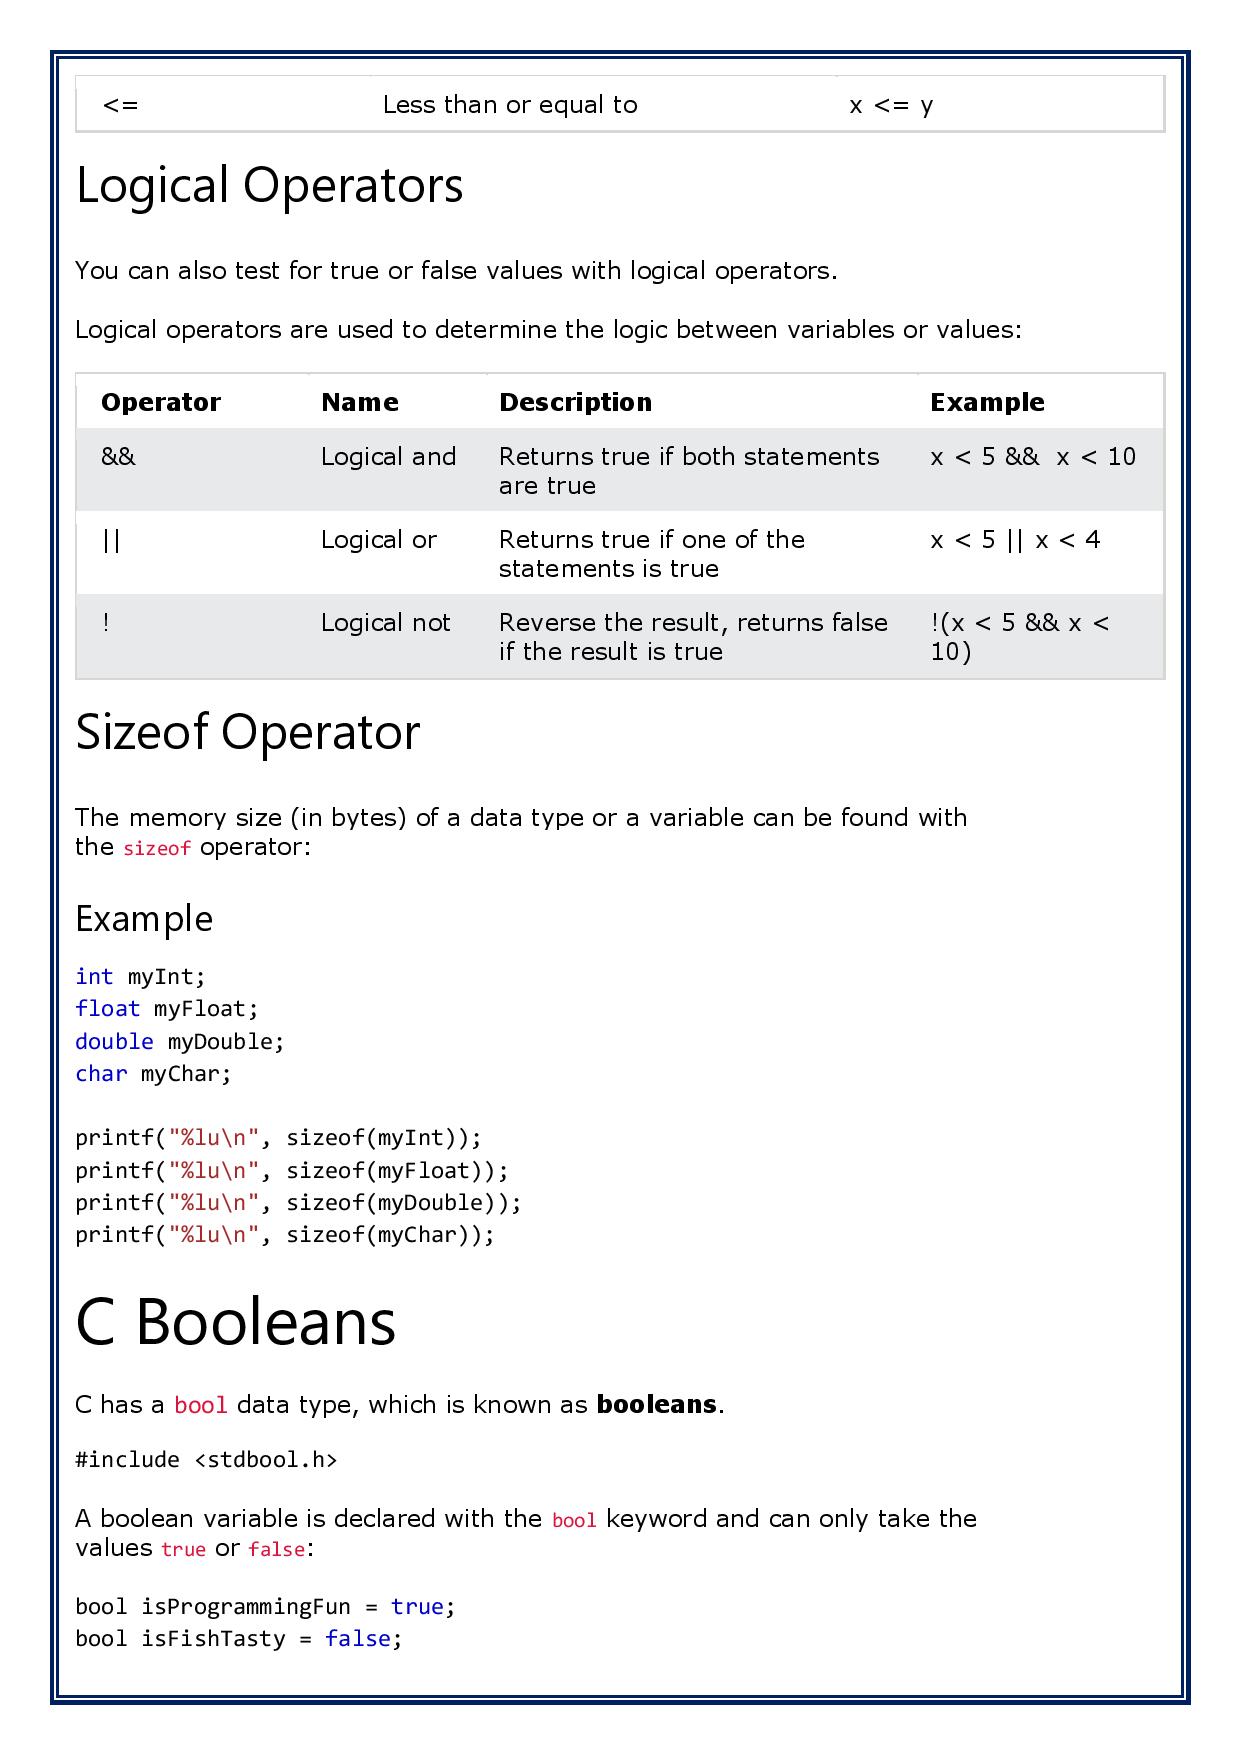 <= Less than or equal to x <= y
Logical Operators
You can also test for true or false values with logical operators.
Logical operators are used to determine the logic between variables or values:
Operator Name Description Example
&& Logical and Returns true if both statements x < 5 &&  x < 10
are true
|| Logical or Returns true if one of the x < 5 || x < 4
statements is true
! Logical not Reverse the result, returns false !(x < 5 && x <
if the result is true 10)
Sizeof Operator
The memory size (in bytes) of a data type or a variable can be found with
the sizeof operator:
Example
int myInt;
float myFloat;
double myDouble;
char myChar;
printf("%lu\n", sizeof(myInt));
printf("%lu\n", sizeof(myFloat));
printf("%lu\n", sizeof(myDouble));
printf("%lu\n", sizeof(myChar));
C Booleans
C has a bool data type, which is known as booleans.
#include <stdbool.h>
A boolean variable is declared with the bool keyword and can only take the
values true or false:
bool isProgrammingFun = true;
bool isFishTasty = false;